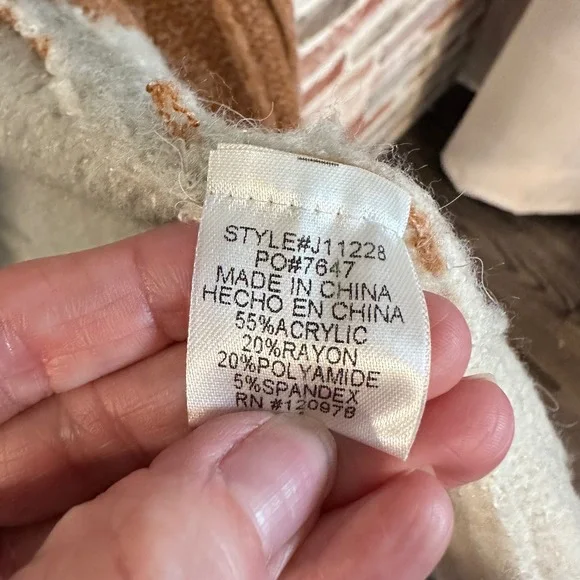 STYLE#J11228
PO#7647
MADE IN CHINA
HECHO EN CHINA
55%ACRYLIC
20%RAYON
20%POLYAMIDE
5%SPANDEX
RN #120978